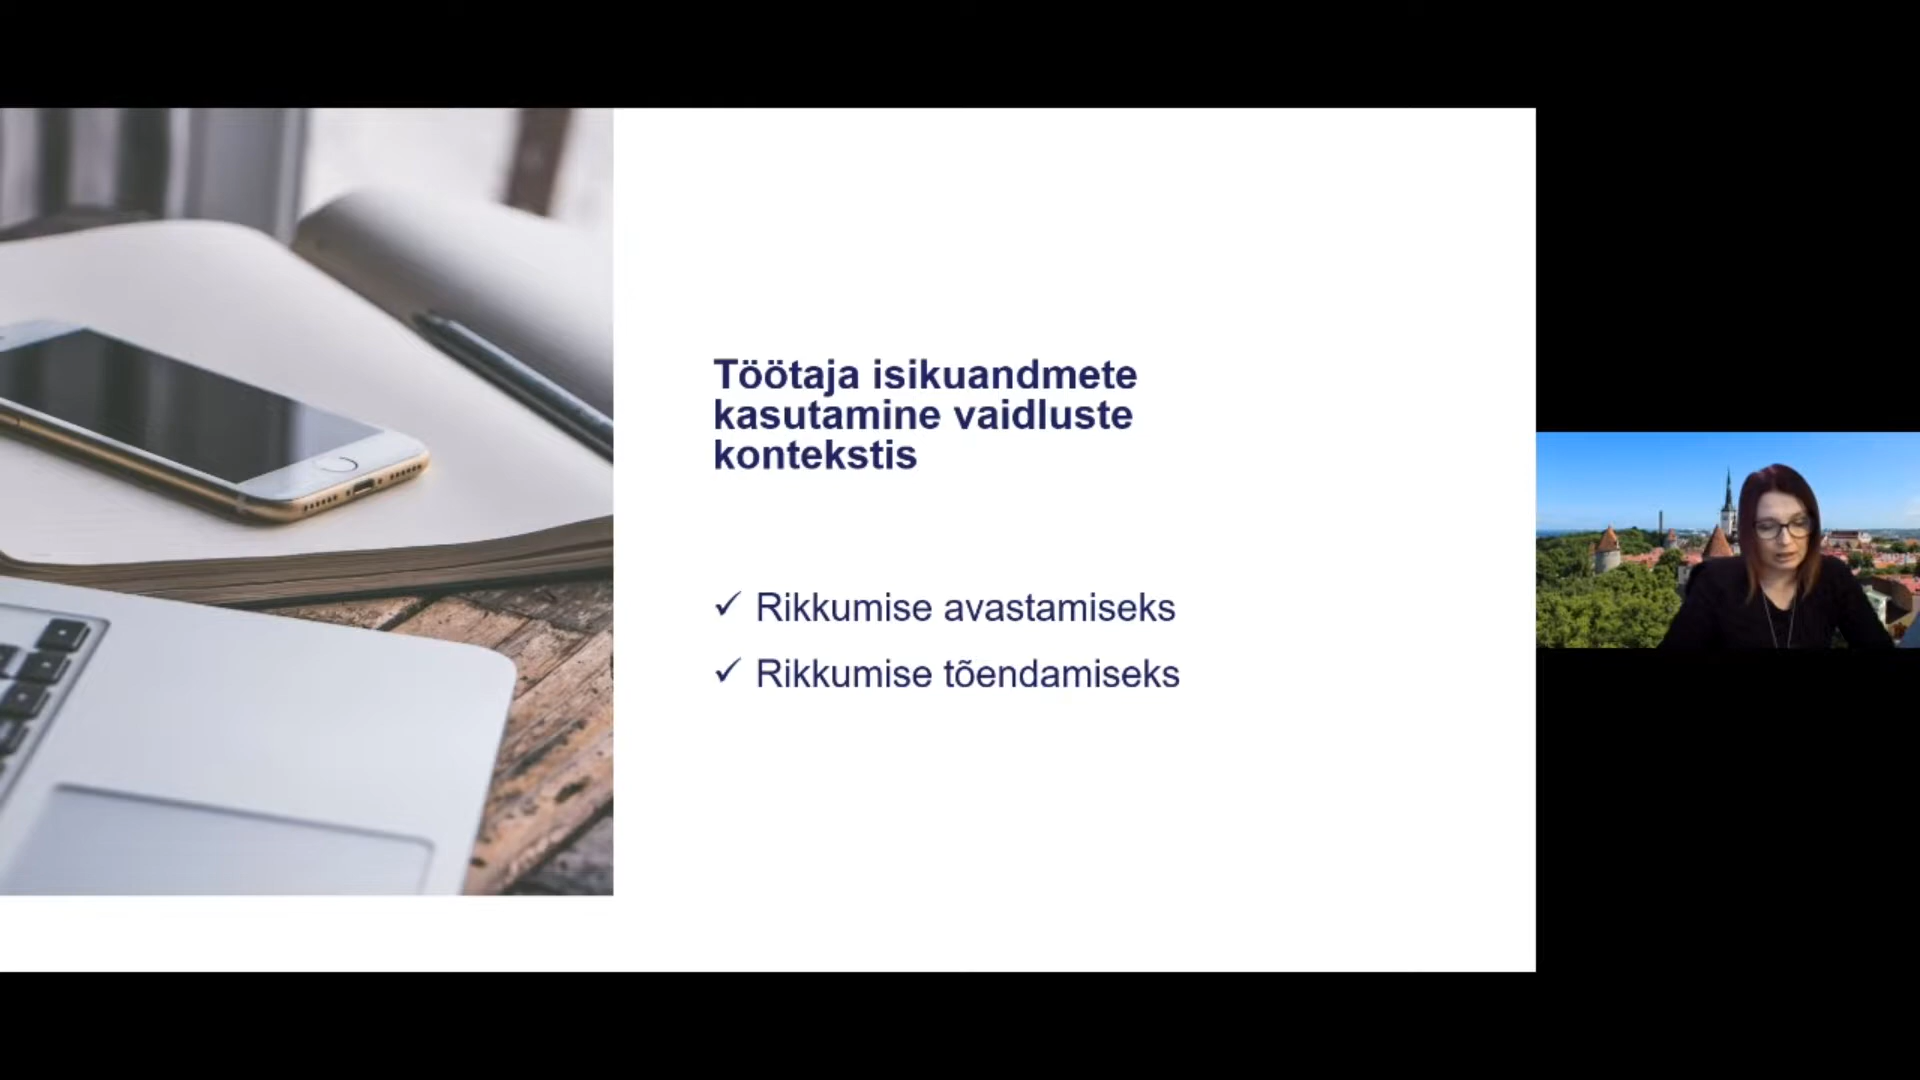 Töötaja isikuandmete
kasutamine vaidluste
kontekstis
✓ Rikkumise avastamiseks
✓ Rikkumise tõendamiseks